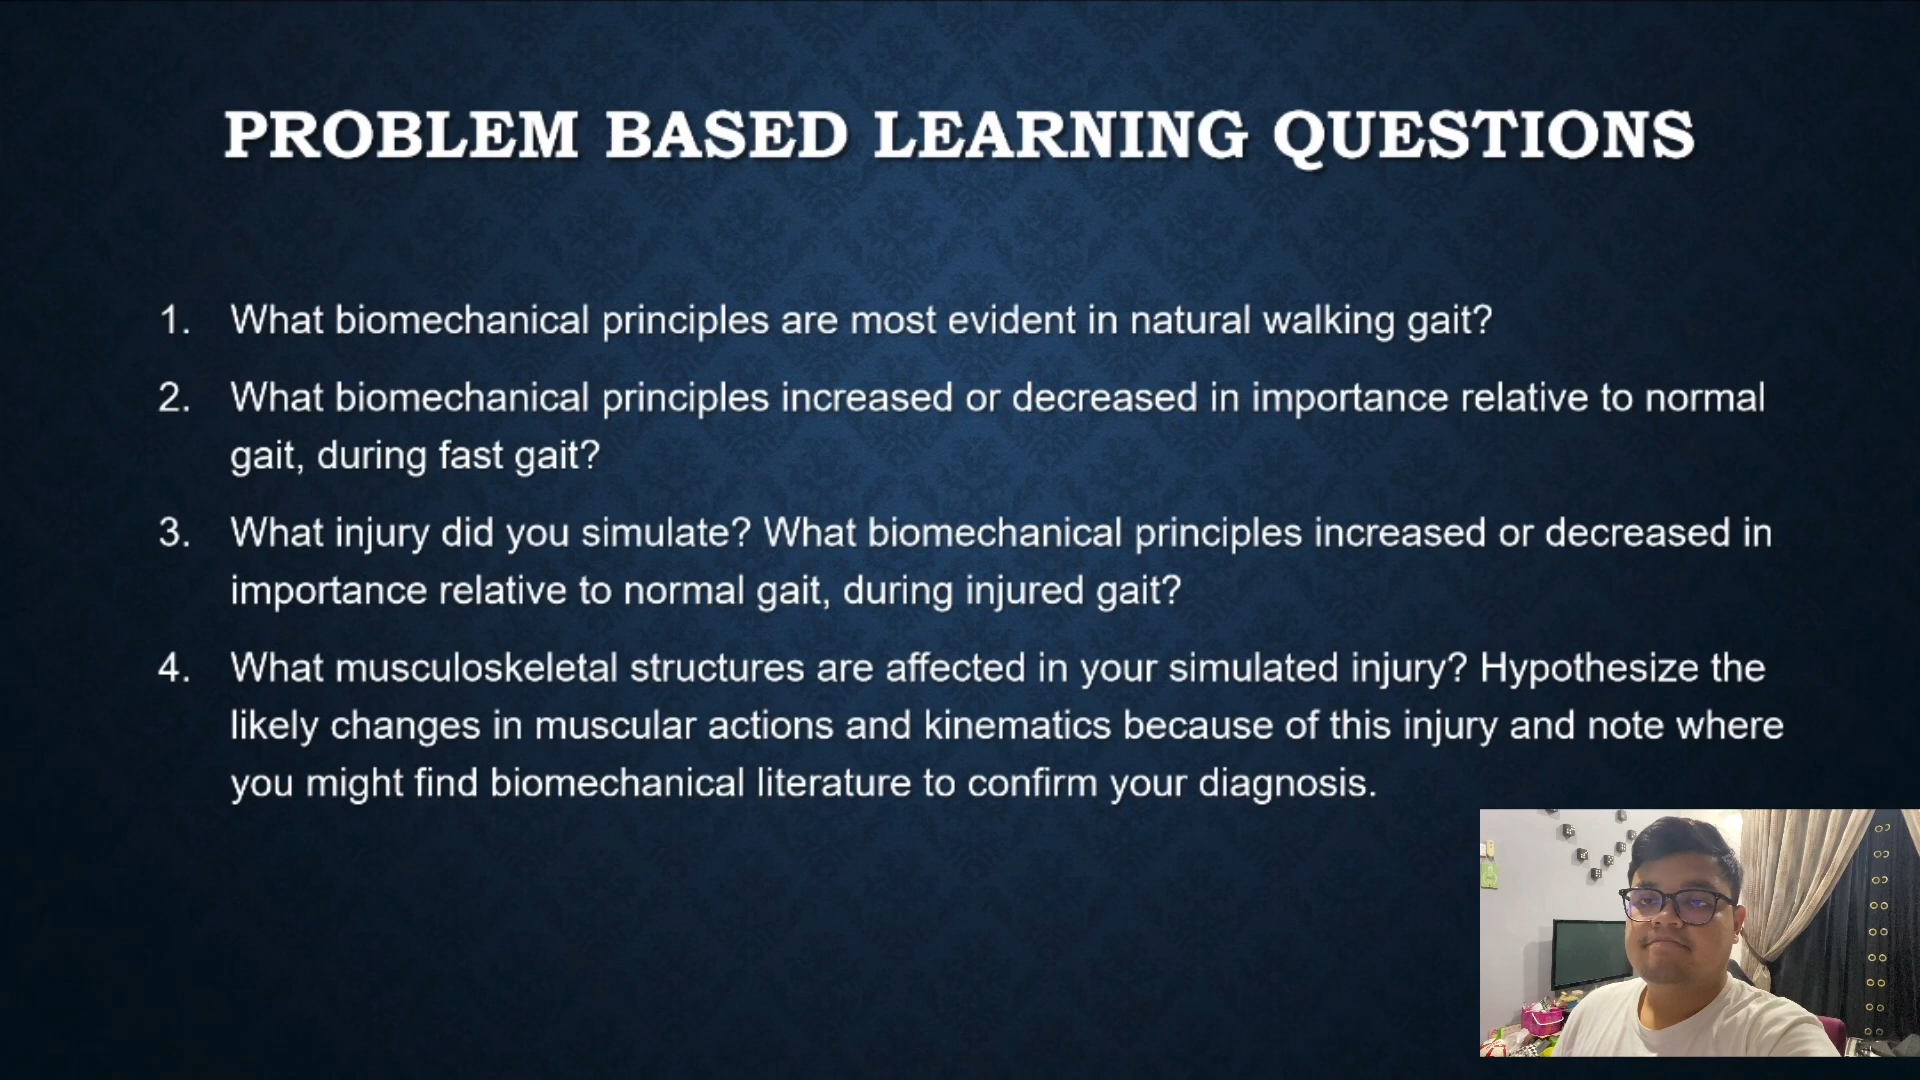 PROBLEM BASED LEARNING QUESTIONS
1. What biomechanical principles are most evident in natural walking gait?
2. What biomechanical principles increased or decreased in importance relative to normal
gait, during fast gait?
3. What injury did you simulate? What biomechanical principles increased or decreased in
importance relative to normal gait, during injured gait?
4. What musculoskeletal structures are affected in your simulated injury? Hypothesize the
likely changes in muscular actions and kinematics because of this injury and note where
you might find biomechanical literature to confirm your diagnosis.